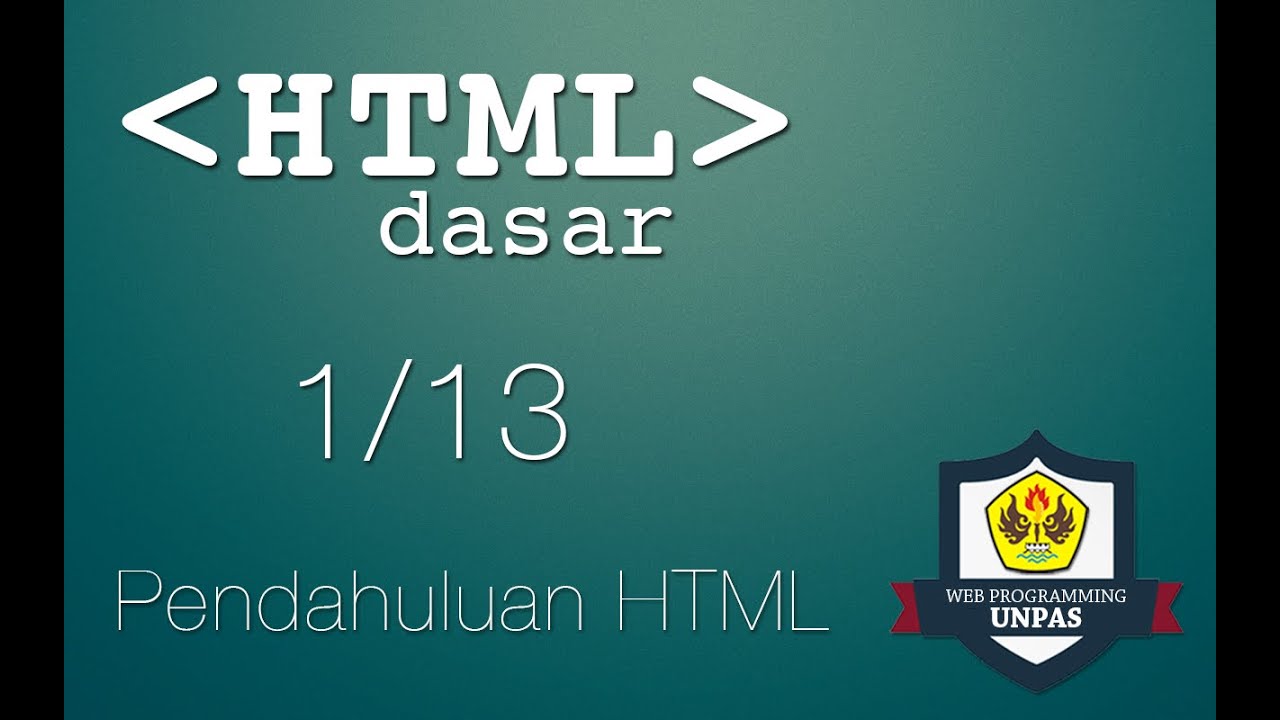 <HTML>
dasar
1/13
Pendahuluan HTML
WEB PROGRAMMING
UNPAS